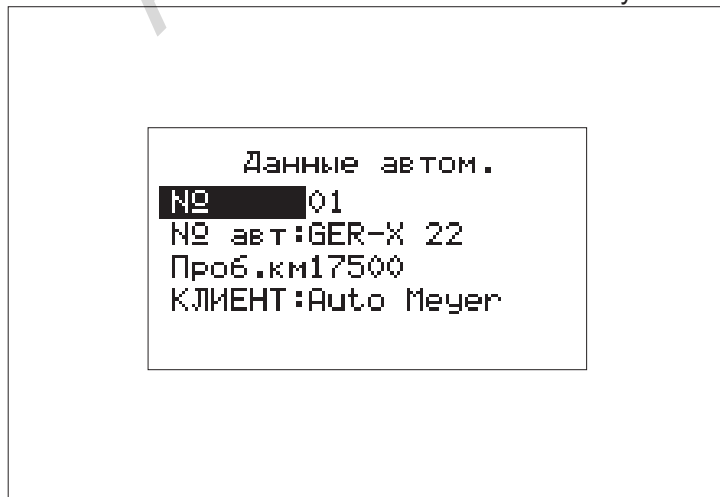 Данные автом.
№ 01
№ авт:GER-X 22
Проб.км17500
КЛИЕНТ:Auto Meyer